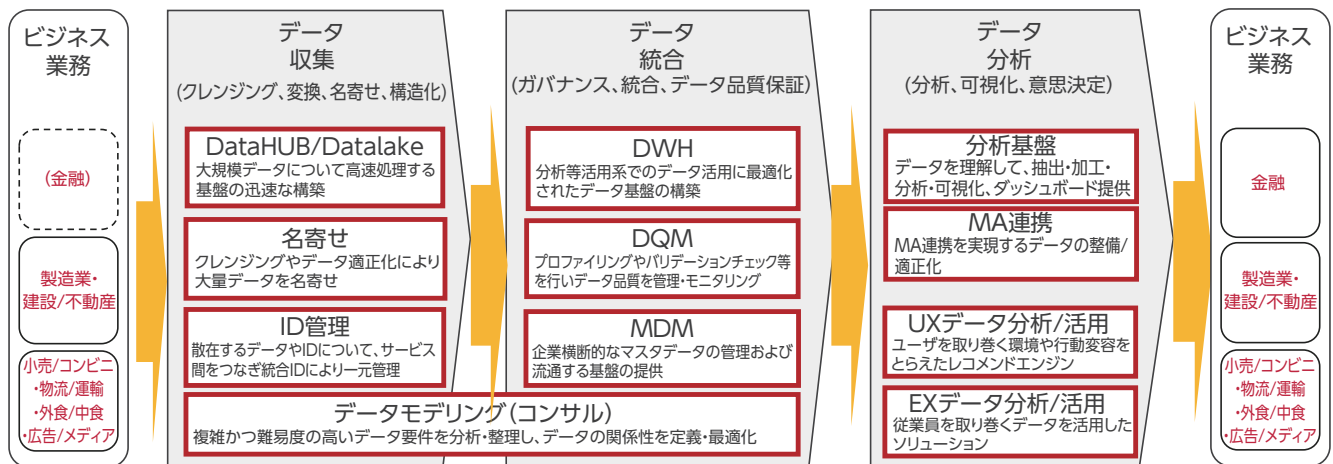 ビジネス
業務
(金融)
製造業・
建設/不動産
小売/コンビニ
・物流/運輸
・外食/中食
・広告/メディア
データ
収集
(クレンジング、変換、名寄せ、構造化)
DataHUB/Datalake
大規模データについて高速処理する
基盤の迅速な構築
名寄せ
クレンジングやデータ適正化により
大量データを名寄せ
ID管理
散在するデータやIDについて、サービス
間をつなぎ統合IDにより一元管理
データモデリング(コンサル)
複雑かつ難易度の高いデータ要件を分析・整理し、データの関係性を定義・最適化
データ
統合
(ガバナンス、統合、データ品質保証)
DWH
分析等活用系でのデータ活用に最適化
されたデータ基盤の構築
DQM
プロファイリングやバリデーションチェック等
を行いデータ品質を管理・モニタリング
MDM
企業横断的なマスタデータの管理および
流通する基盤の提供
データ
分析
(分析、可視化、意思決定)
分析基盤
データを理解して、抽出・加工・
分析・可視化、ダッシュボード提供
MA連携
MA連携を実現するデータの整備/
適正化
UXデータ分析/活用
ユーザを取り巻く環境や行動変容を
とらえたレコメンドエンジン
EXデータ分析/活用
従業員を取り巻くデータを活用した
ソリューション
ビジネス
業務
金融
製造業・
建設/不動産
小売/コンビニ
・物流/運輸
・外食/中食
・広告/メディア